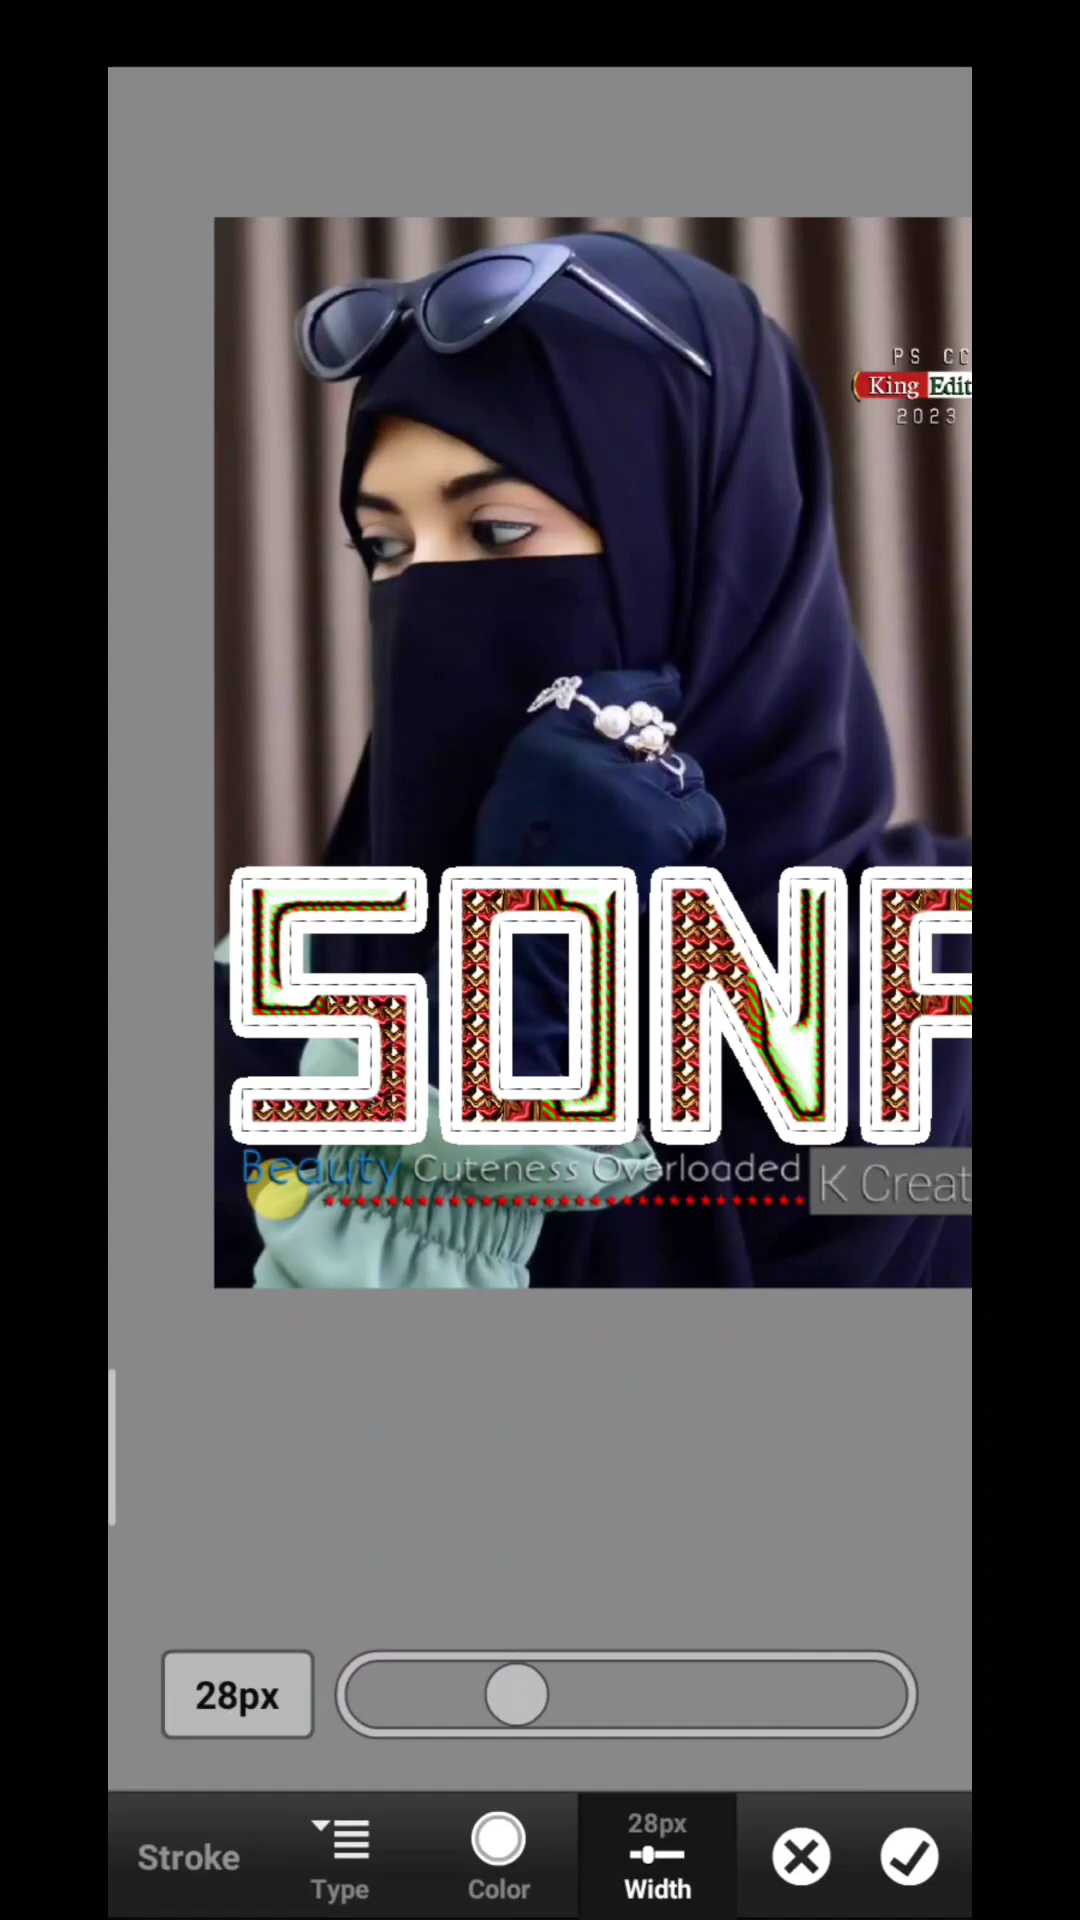 PS CC
King Edit
2023
SONA
Beauty Cuteness Overloaded
K Creat
28px
Stroke
Type
Color
28px
Width